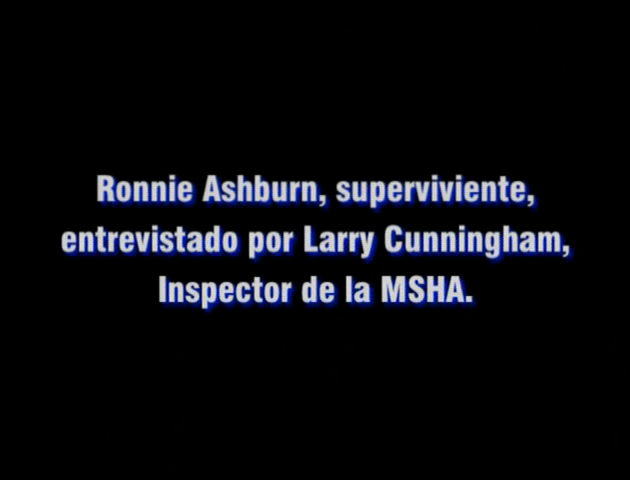 Ronnie Ashburn, superviviente,
entrevistado por Larry Cunningham,
Inspector de la MSHA.